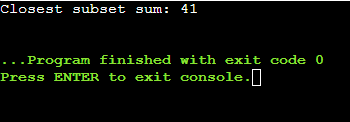 Closest subset sum: 41
...Program finished with exit code 0
Press ENTER to exit console.